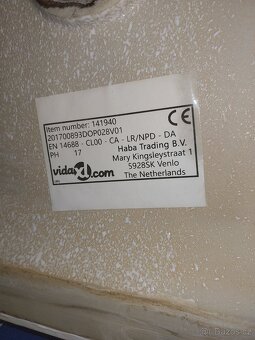 Item number: 141940
201700893DOP028V01
EN 14688 - CL00 - CA - LR/NPD - DA
PH 17
Haba Trading B.V.
Mary Kingsleystraat 1
5928SK Venlo
The Netherlands
CE
vidaXL.com